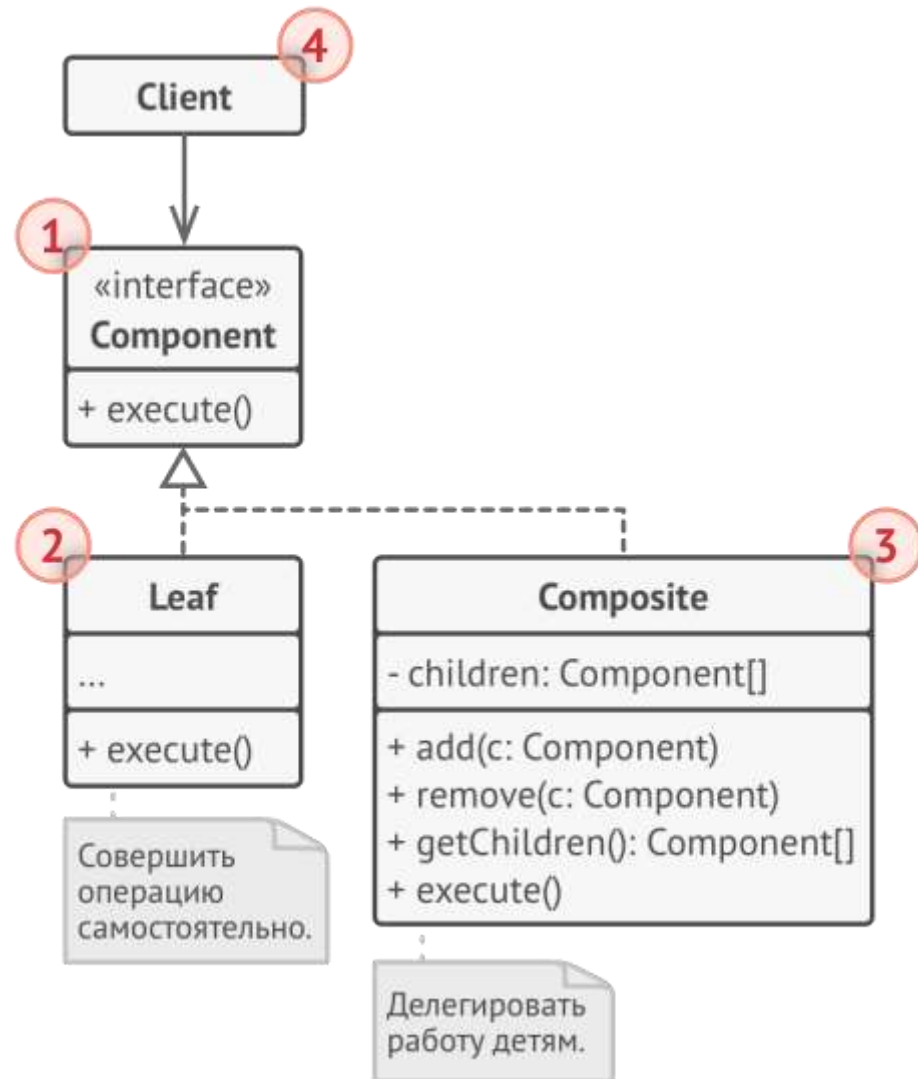 4
Client
1
«interface»
Component
+ execute()
2
Leaf
...
+ execute()
Совершить
операцию
самостоятельно.
3
Composite
- children: Component[]
+ add(c: Component)
+ remove(c: Component)
+ getChildren(): Component[]
+ execute()
Делегировать
работу детям.